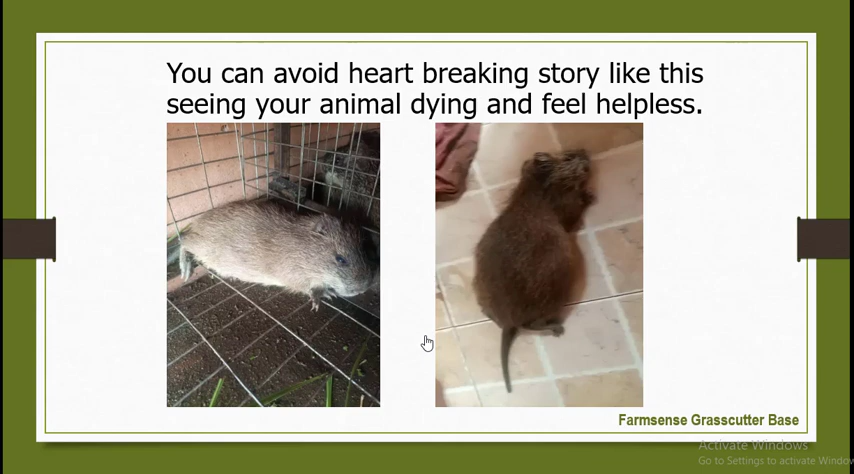 You can avoid heart breaking story like this
seeing your animal dying and feel helpless.
Farmsense Grasscutter Base
Activate Windows
Go to Settings to activate Window